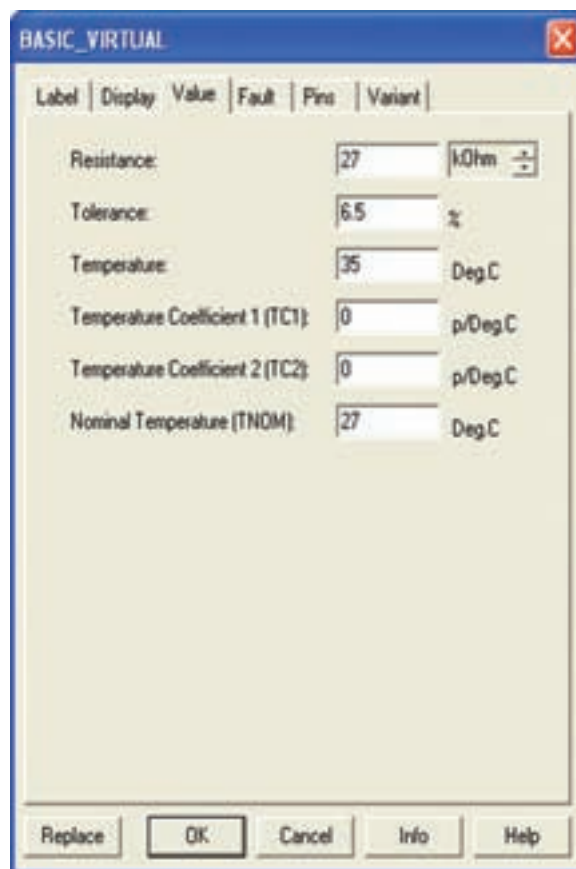 BASIC_VIRTUAL
Label Display Value Fault Pins Variant
Resistance: 27 kOhm
Tolerance: 6.5 %
Temperature: 35 Deg.C
Temperature Coefficient 1 (TC1): 0 p/Deg.C
Temperature Coefficient 2 (TC2): 0 p/Deg.C
Nominal Temperature (TNOM): 27 Deg.C
Replace OK Cancel Info Help